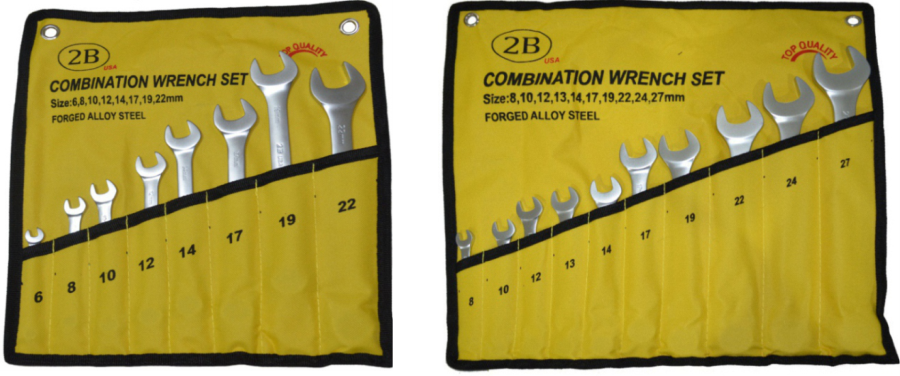 2B
USA
TOP QUALITY
COMBINATION WRENCH SET
Size:6,8,10,12,14,17,19,22mm
FORGED ALLOY STEEL
6
8
10
12
14
17
19
22
2B
USA
TOP QUALITY
COMBINATION WRENCH SET
Size:8,10,12,13,14,17,19,22,24,27mm
FORGED ALLOY STEEL
8
10
12
13
14
17
19
22
24
27